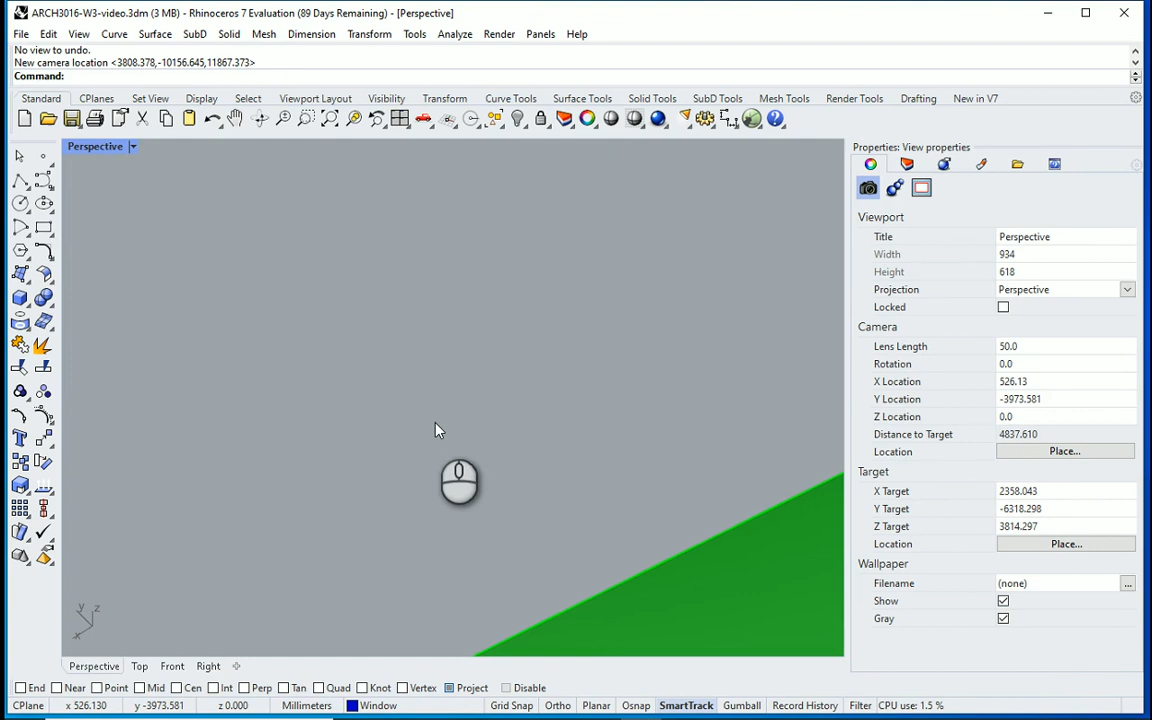 ARCH3016-W3-video.3dm (3 MB) - Rhinoceros 7 Evaluation (89 Days Remaining) - [Perspective]
File Edit View Curve Surface SubD Solid Mesh Dimension Transform Tools Analyze Render Panels Help
No view to undo.
New camera location <3808.378,-10156.645,11867.373>
Command:
Standard CPlanes Set View Display Select Viewport Layout Visibility Transform Curve Tools Surface Tools Solid Tools SubD Tools Mesh Tools Render Tools Drafting New in V7
Perspective
Properties: View properties
Viewport
Title Perspective
Width 934
Height 618
Projection Perspective
Locked
Camera
Lens Length 50.0
Rotation 0.0
X Location 526.13
Y Location -3973.581
Z Location 0.0
Distance to Target 4837.610
Location Place...
Target
X Target 2358.043
Y Target -6318.298
Z Target 3814.297
Location Place...
Wallpaper
Filename (none) ...
Show
Gray
y z
x
Perspective Top Front Right
End Near Point Mid Cen Int Perp Tan Quad Knot Vertex Project Disable
CPlane x 526.130 y -3973.581 z 0.000 Millimeters Window Grid Snap Ortho Planar Osnap SmartTrack Gumball Record History Filter CPU use: 1.5 %